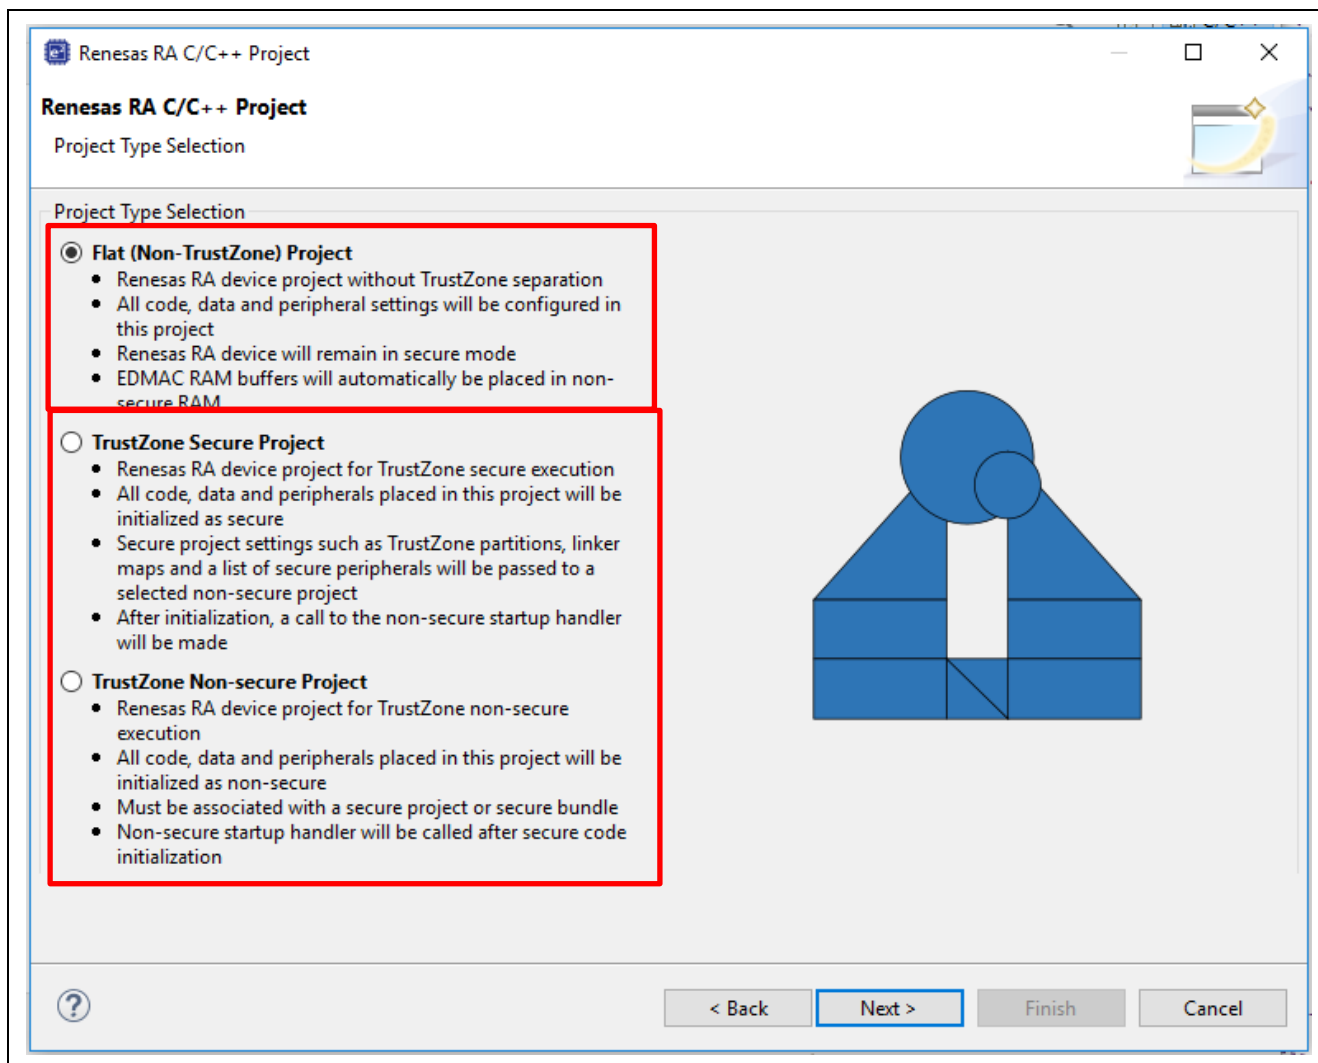 Renesas RA C/C++ Project
Renesas RA C/C++ Project
Project Type Selection
Project Type Selection
Flat (Non-TrustZone) Project
• Renesas RA device project without TrustZone separation
• All code, data and peripheral settings will be configured in
this project
• Renesas RA device will remain in secure mode
• EDMAC RAM buffers will automatically be placed in non-
secure RAM
TrustZone Secure Project
• Renesas RA device project for TrustZone secure execution
• All code, data and peripherals placed in this project will be
initialized as secure
• Secure project settings such as TrustZone partitions, linker
maps and a list of secure peripherals will be passed to a
selected non-secure project
• After initialization, a call to the non-secure startup handler
will be made
TrustZone Non-secure Project
• Renesas RA device project for TrustZone non-secure
execution
• All code, data and peripherals placed in this project will be
initialized as non-secure
• Must be associated with a secure project or secure bundle
• Non-secure startup handler will be called after secure code
initialization
? < Back Next > Finish Cancel